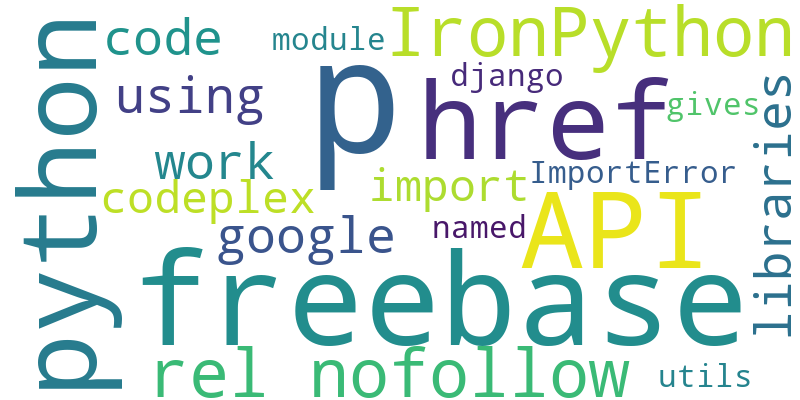 python
code
module
IronPython
using
p
django
href
gives
libraries
work
import
ImportError
codeplex
google
named
API
freebase
rel nofollow
utils